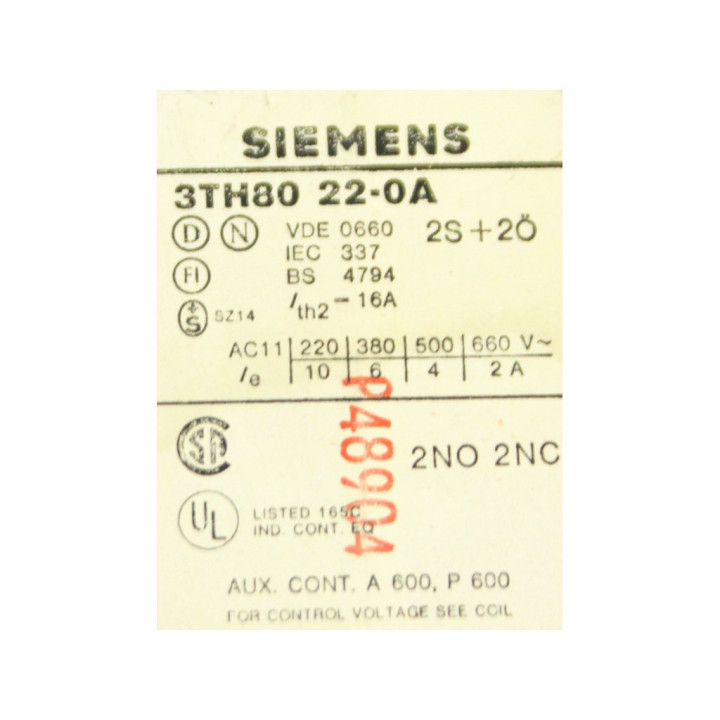 SIEMENS
3TH80 22-0A
D N VDE 0660 2S+2Ö
IEC 337
FI BS 4794
+S SZ14 Ith2 - 16A
AC11 220 380 500 660 V~
Ie 10 6 4 2 A
P48904
SA 2NO 2NC
UL LISTED 165C
IND. CONT. EQ
AUX. CONT. A 600, P 600
FOR CONTROL VOLTAGE SEE COIL